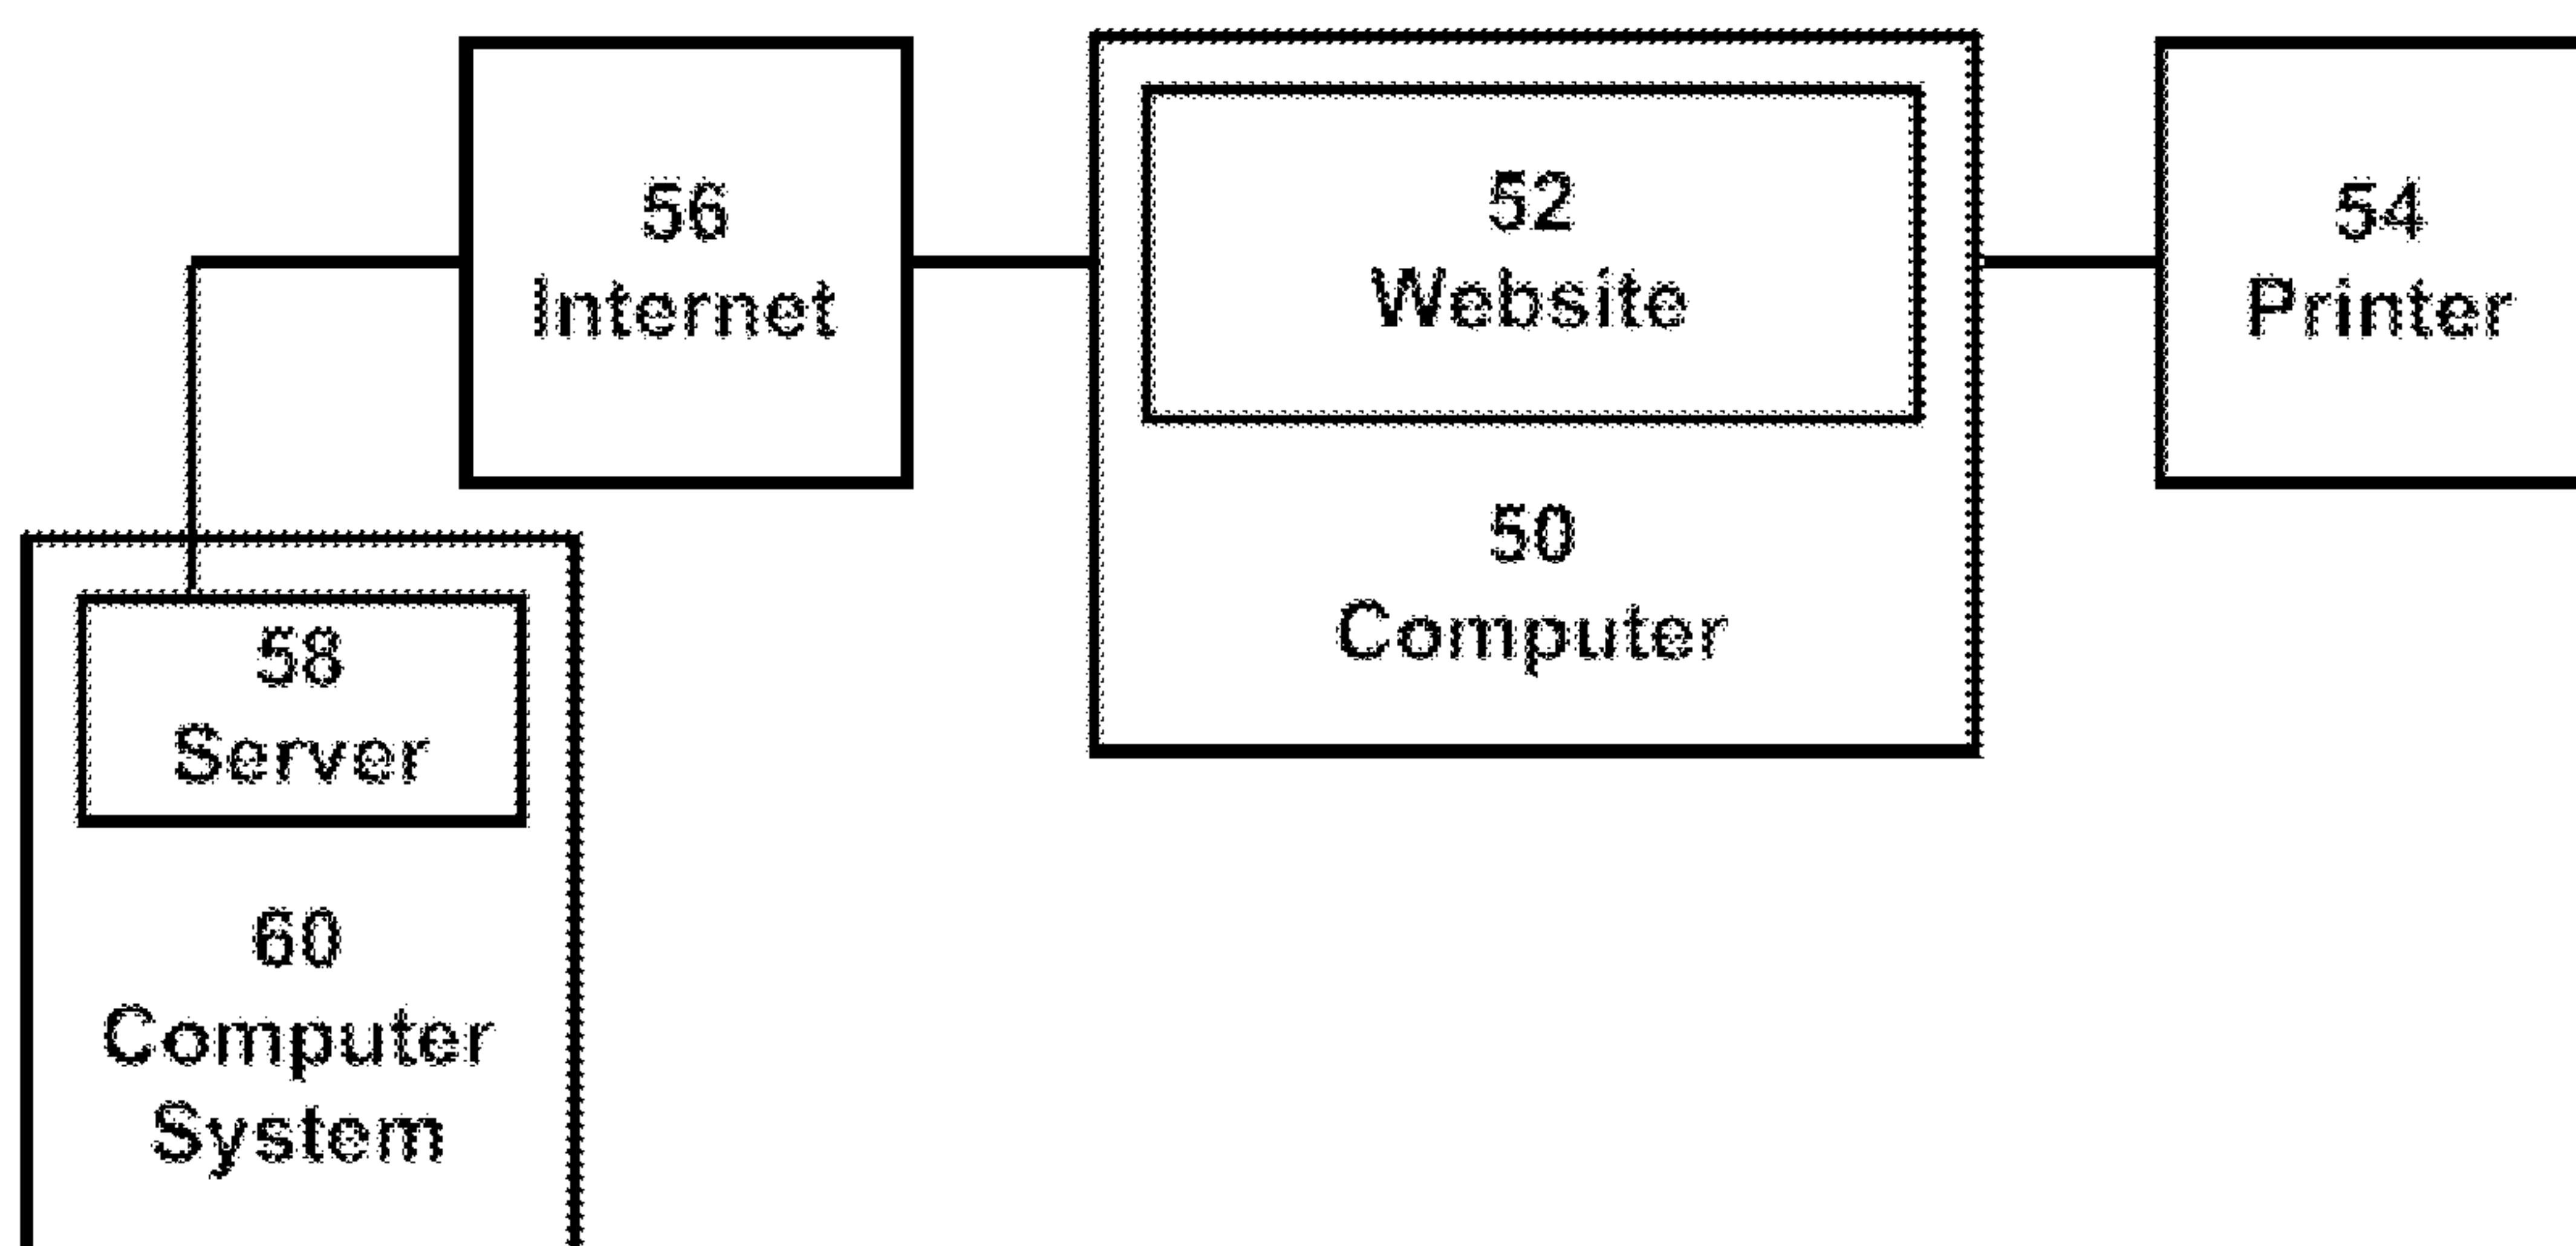 56
Internet
52
Website
50
Computer
54
Printer
58
Server
60
Computer
System